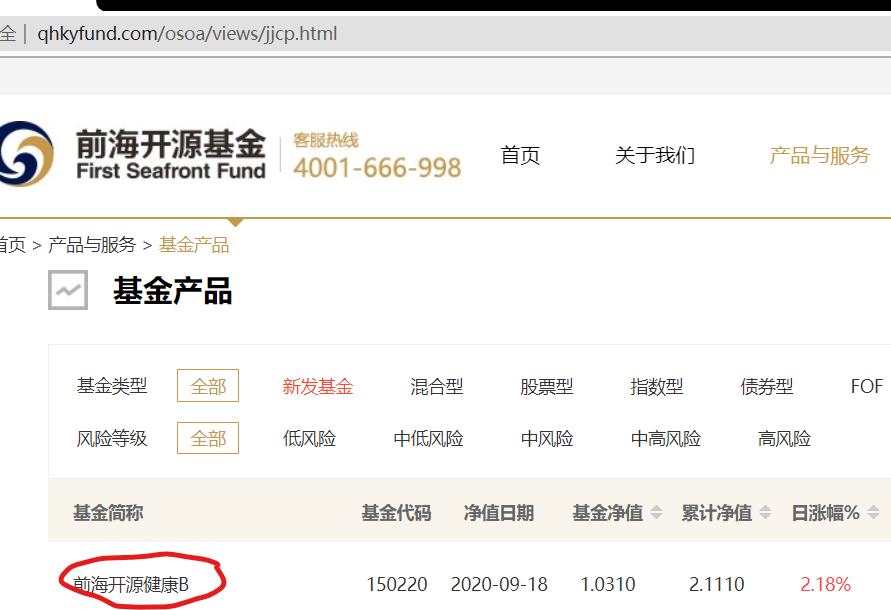 全 | qhkyfund.com/osoa/views/jjcp.html
前海开源基金
First Seafront Fund
客服热线
4001-666-998
首页 关于我们 产品与服务
首页 > 产品与服务 > 基金产品
基金产品
基金类型 全部 新发基金 混合型 股票型 指数型 债券型 FOF
风险等级 全部 低风险 中低风险 中风险 中高风险 高风险
基金简称 基金代码 净值日期 基金净值 累计净值 日涨幅%
前海开源健康B 150220 2020-09-18 1.0310 2.1110 2.18%